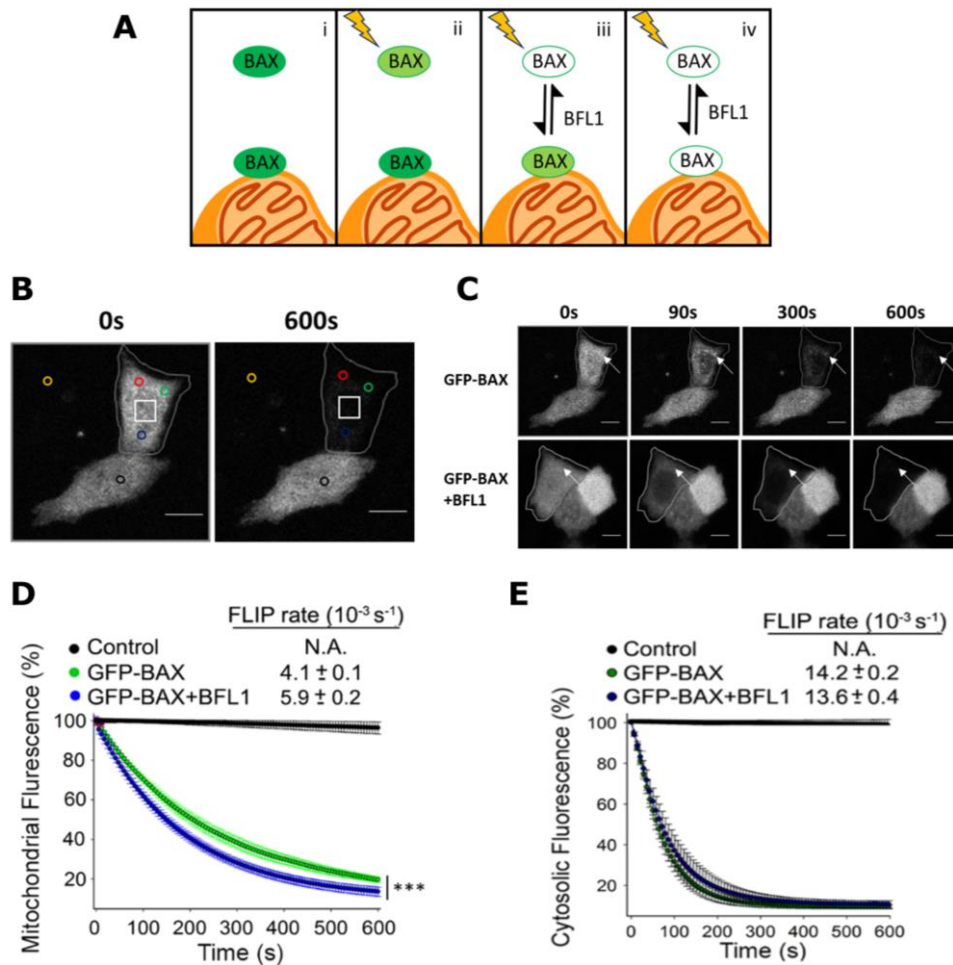 A
i ii iii iv
BAX BAX BAX BAX
BFL1 BFL1
BAX BAX BAX BAX
B
0s 600s
C
0s 90s 300s 600s
GFP-BAX
GFP-BAX
+BFL1
D
FLIP rate (10-3 s-1)
Control N.A.
GFP-BAX 4.1 ± 0.1
GFP-BAX+BFL1 5.9 ± 0.2
Mitochondrial Flurescence (%)
100
80
60
40
20
***
0 100 200 300 400 500 600
Time (s)
E
FLIP rate (10-3 s-1)
Control N.A.
GFP-BAX 14.2 ± 0.2
GFP-BAX+BFL1 13.6 ± 0.4
Cytosolic Fluorescence (%)
100
80
60
40
20
0 100 200 300 400 500 600
Time (s)